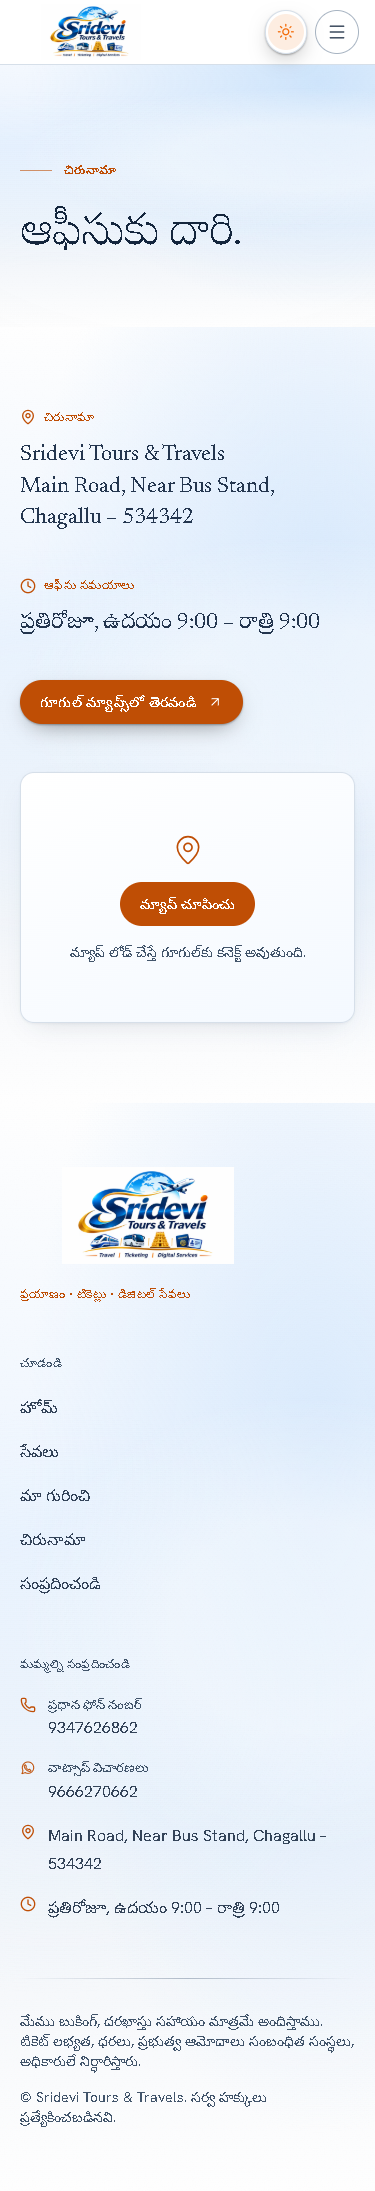 Sridevi
Tours & Travels
Travel | Ticketing | Digital Services
చిరునామా
ఆఫీసుకు దారి.
చిరునామా
Sridevi Tours & Travels
Main Road, Near Bus Stand,
Chagallu – 534342
ఆఫీసు సమయాలు
ప్రతిరోజూ, ఉదయం 9:00 – రాత్రి 9:00
గూగుల్ మ్యాప్స్‌లో తెరవండి
మ్యాప్ చూపించు
మ్యాప్ లోడ్ చేస్తే గూగుల్‌కు కనెక్ట్ అవుతుంది.
Sridevi
Tours & Travels
Travel | Ticketing | Digital Services
ప్రయాణం · టికెట్లు · డిజిటల్ సేవలు
చూడండి
హోమ్
సేవలు
మా గురించి
చిరునామా
సంప్రదించండి
మమ్మల్ని సంప్రదించండి
ప్రధాన ఫోన్ నంబర్
9347626862
వాట్సాప్ విచారణలు
9666270662
Main Road, Near Bus Stand, Chagallu –
534342
ప్రతిరోజూ, ఉదయం 9:00 – రాత్రి 9:00
మేము బుకింగ్, దరఖాస్తు సహాయం మాత్రమే అందిస్తాము.
టికెట్ లభ్యత, ధరలు, ప్రభుత్వ ఆమోదాలు సంబంధిత సంస్థలు,
అధికారులే నిర్ధారిస్తారు.
© Sridevi Tours & Travels. సర్వ హక్కులు
ప్రత్యేకించబడినవి.